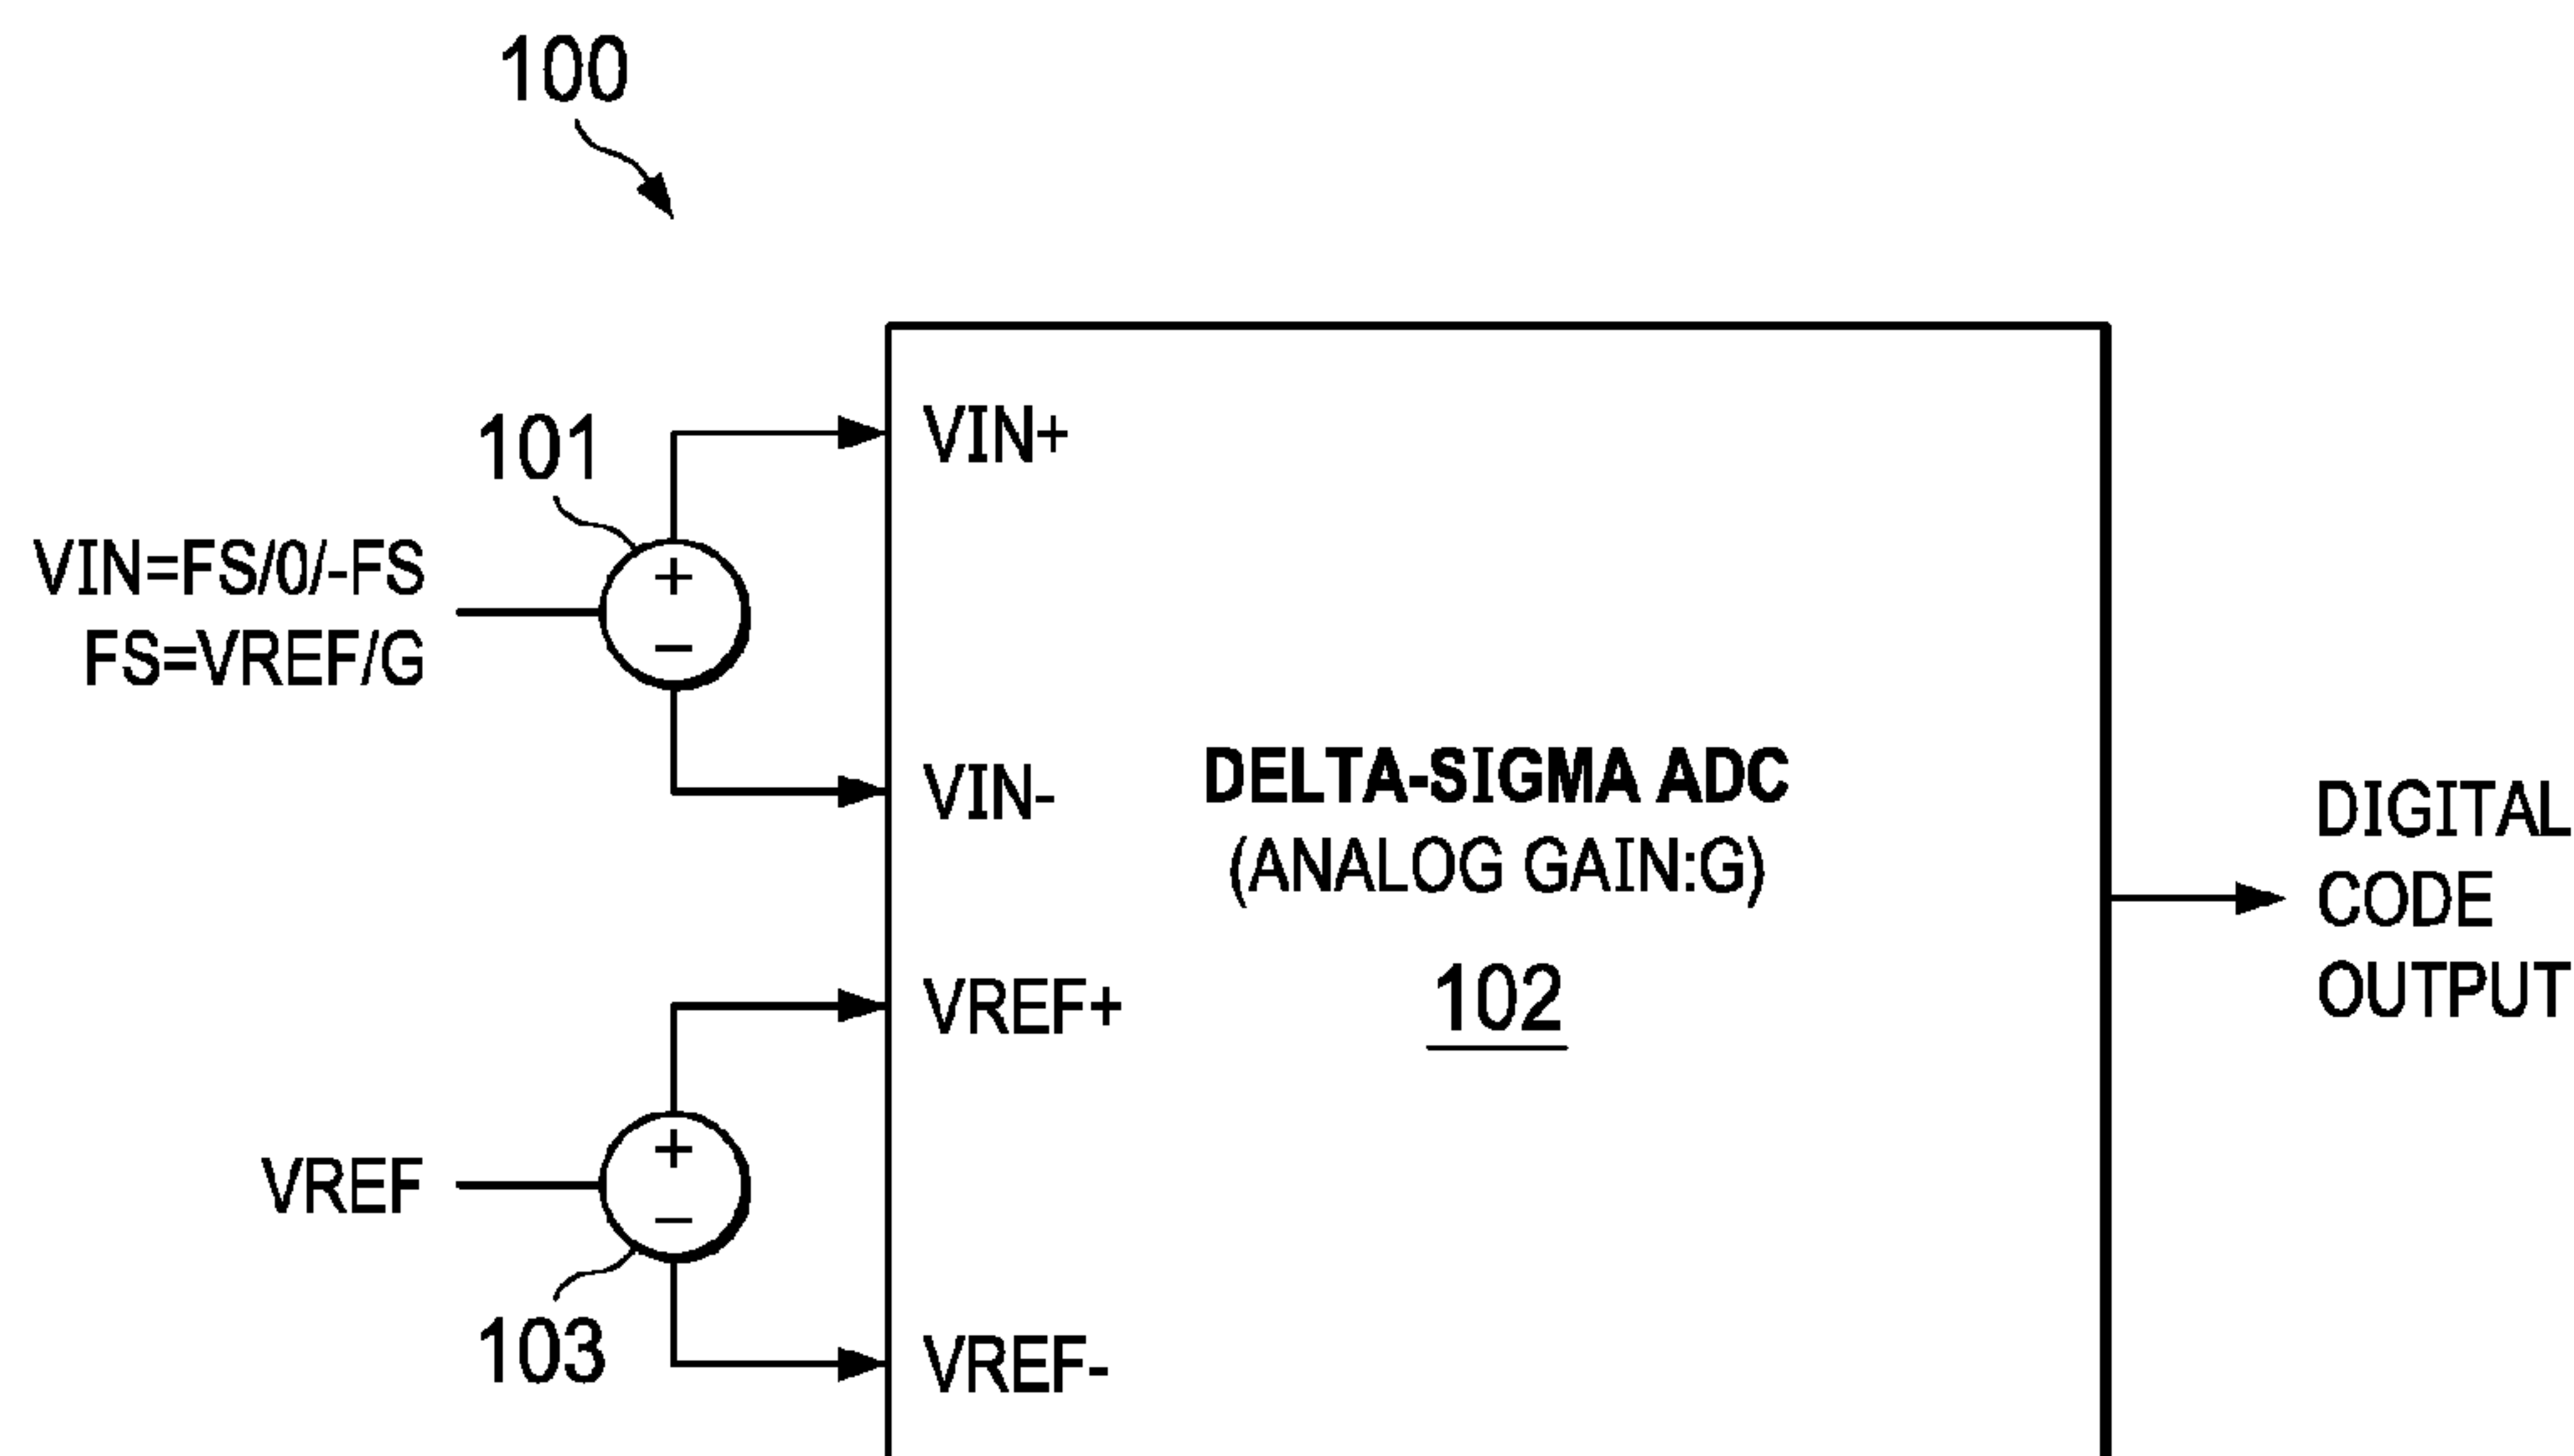 100
101
VIN=FS/0/-FS
FS=VREF/G
VIN+
VIN-
DELTA-SIGMA ADC
(ANALOG GAIN:G)
102
DIGITAL
CODE
OUTPUT
VREF+
VREF
103
VREF-
+
−
+
−